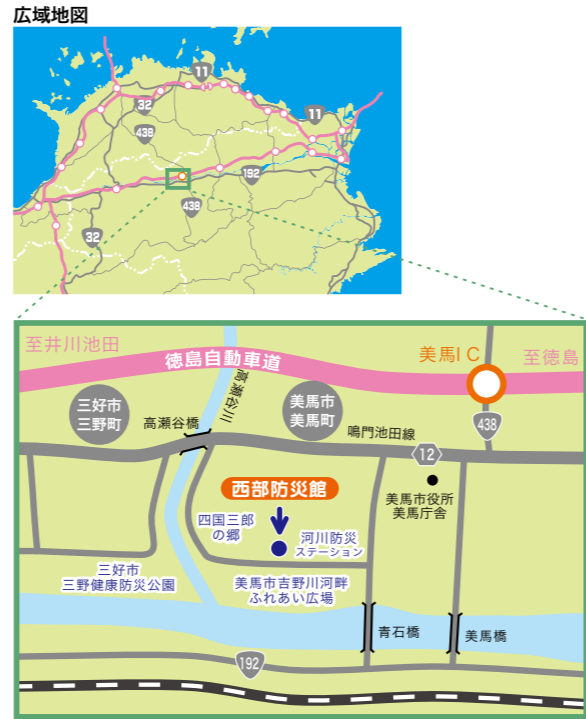 広域地図
11
32
11
438
192
438
32
至井川池田
徳島自動車道
美馬IC
至徳島
高瀬谷川
三好市
三野町
美馬市
美馬町
438
高瀬谷橋
鳴門池田線
12
西部防災館
美馬市役所
美馬庁舎
四国三郎
の郷
河川防災
ステーション
三好市
三野健康防災公園
美馬市吉野川河畔
ふれあい広場
青石橋
美馬橋
192